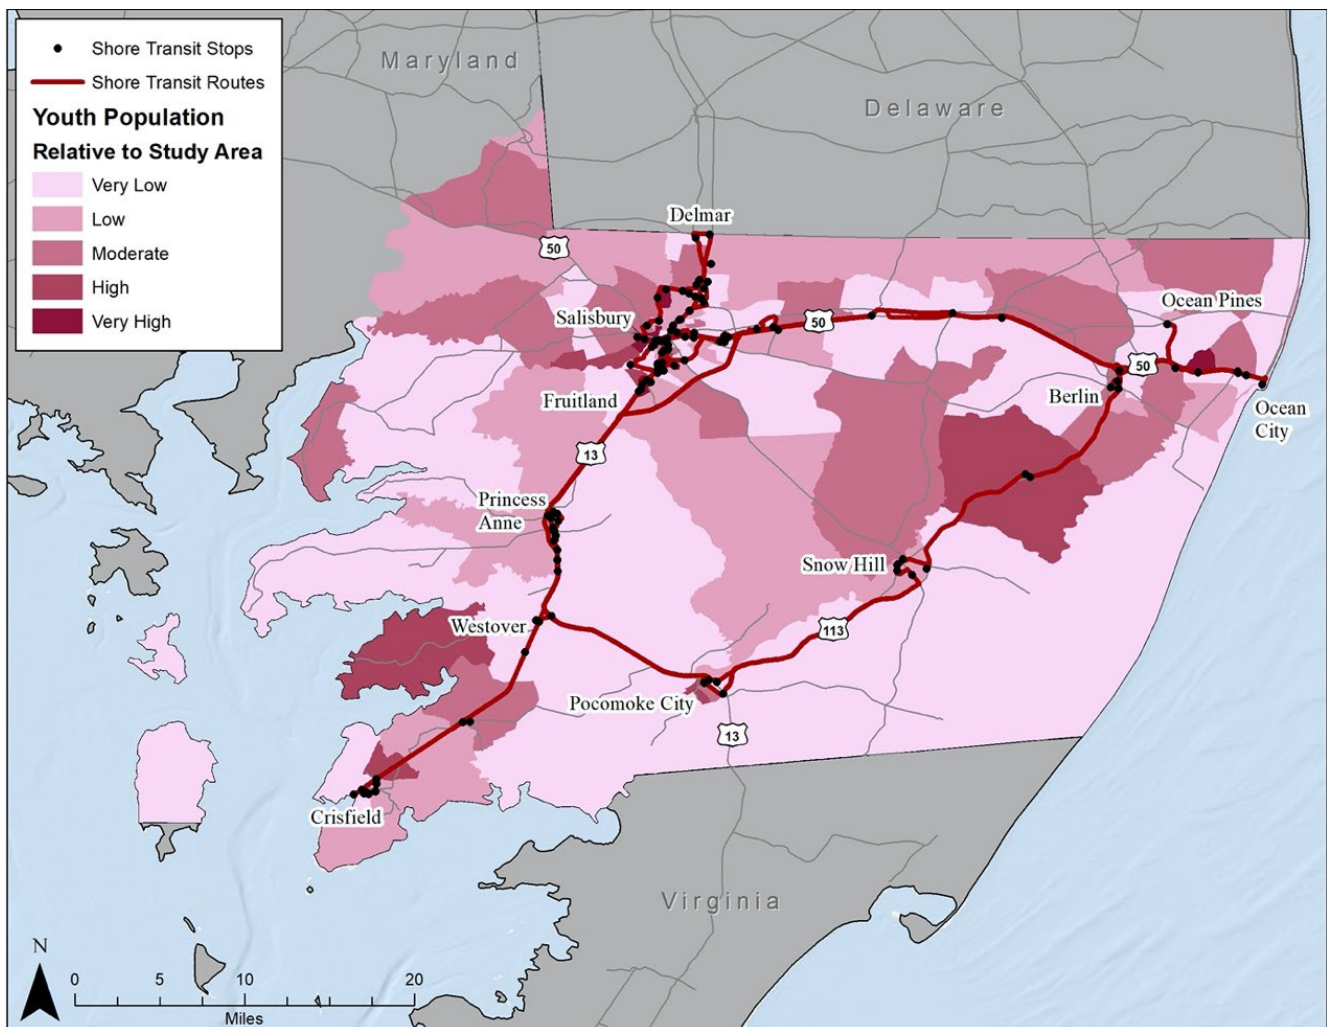 Shore Transit Stops
Shore Transit Routes
Youth Population
Relative to Study Area
Very Low
Low
Moderate
High
Very High
Maryland
Delaware
Delmar
50
Salisbury
50
Ocean Pines
50
Berlin
Fruitland
Ocean
City
13
Princess
Anne
Snow Hill
Westover
113
Pocomoke City
13
Crisfield
Virginia
N
0 5 10 20
Miles